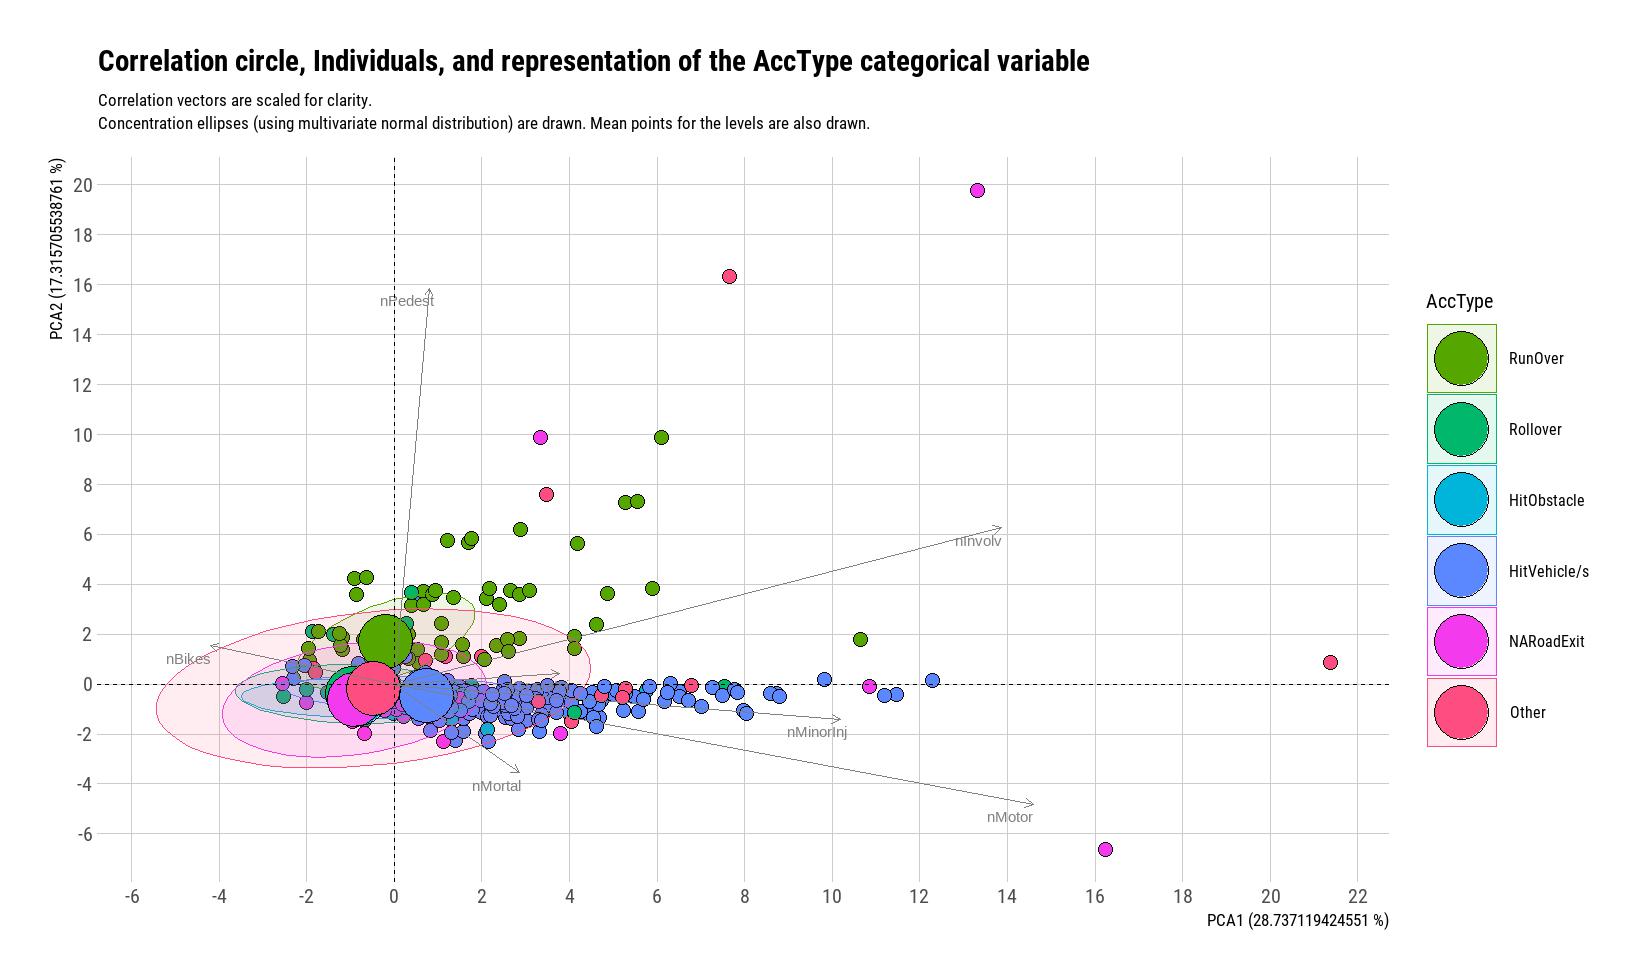 Correlation circle, Individuals, and representation of the AccType categorical variable
Correlation vectors are scaled for clarity.
Concentration ellipses (using multivariate normal distribution) are drawn. Mean points for the levels are also drawn.
PCA2 (17.3157055538761 %)
20
18
16
14
12
10
8
6
4
2
0
-2
-4
-6
nPedest
nInvolv
nBikes
nMinorInj
nMortal
nMotor
-6
-4
-2
0
2
4
6
8
10
12
14
16
18
20
22
PCA1 (28.737119424551 %)
AccType
RunOver
Rollover
HitObstacle
HitVehicle/s
NARoadExit
Other